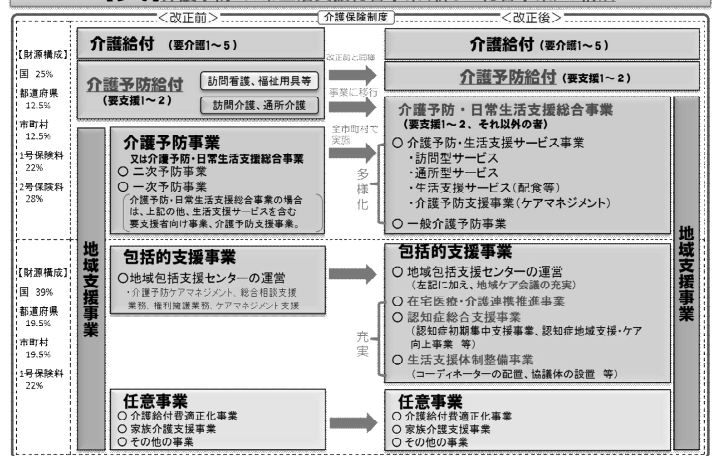 ＜改正前＞
介護保険制度
＜改正後＞
【財源構成】
国 25%
都道府県
12.5%
市町村
12.5%
1号保険料
22%
2号保険料
28%
介護給付 （要介護1～5）
介護予防給付
（要支援1～2）
訪問看護、福祉用具等
訪問介護、通所介護
改正前と同様
事業に移行
全市町村で
実施
介護給付 （要介護1～5）
介護予防給付（要支援1～2）
介護予防事業
又は介護予防・日常生活支援総合事業
○ 二次予防事業
○ 一次予防事業
介護予防・日常生活支援総合事業の場合
は、上記の他、生活支援サービスを含む
要支援者向け事業、介護予防支援事業。
多様化
介護予防・日常生活支援総合事業
（要支援1～2、それ以外の者）
○ 介護予防・生活支援サービス事業
・訪問型サービス
・通所型サービス
・生活支援サービス（配食等）
・介護予防支援事業（ケアマネジメント）
○ 一般介護予防事業
地域支援事業
【財源構成】
国 39%
都道府県
19.5%
市町村
19.5%
1号保険料
22%
包括的支援事業
○地域包括支援センターの運営
・介護予防ケアマネジメント、総合相談支援
業務、権利擁護業務、ケアマネジメント支援
充実
包括的支援事業
○ 地域包括支援センターの運営
（左記に加え、地域ケア会議の充実）
○ 在宅医療・介護連携推進事業
○ 認知症総合支援事業
（認知症初期集中支援事業、認知症地域支援・ケア
向上事業 等）
○ 生活支援体制整備事業
（コーディネーターの配置、協議体の設置 等）
地域支援事業
任意事業
○ 介護給付費適正化事業
○ 家族介護支援事業
○ その他の事業
任意事業
○ 介護給付費適正化事業
○ 家族介護支援事業
○ その他の事業